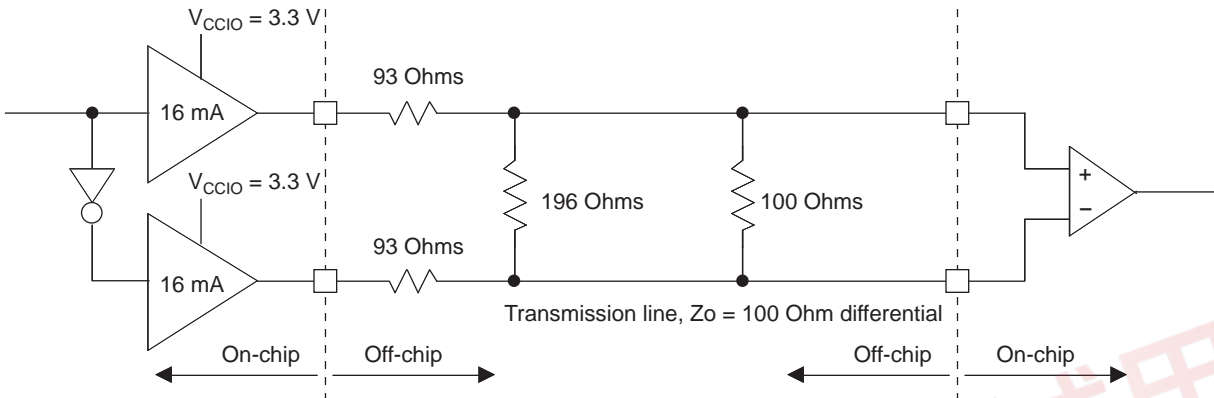 V_CCIO = 3.3 V
93 Ohms
16 mA
V_CCIO = 3.3 V
196 Ohms
100 Ohms
+
−
93 Ohms
16 mA
Transmission line, Zo = 100 Ohm differential
On-chip
Off-chip
Off-chip
On-chip